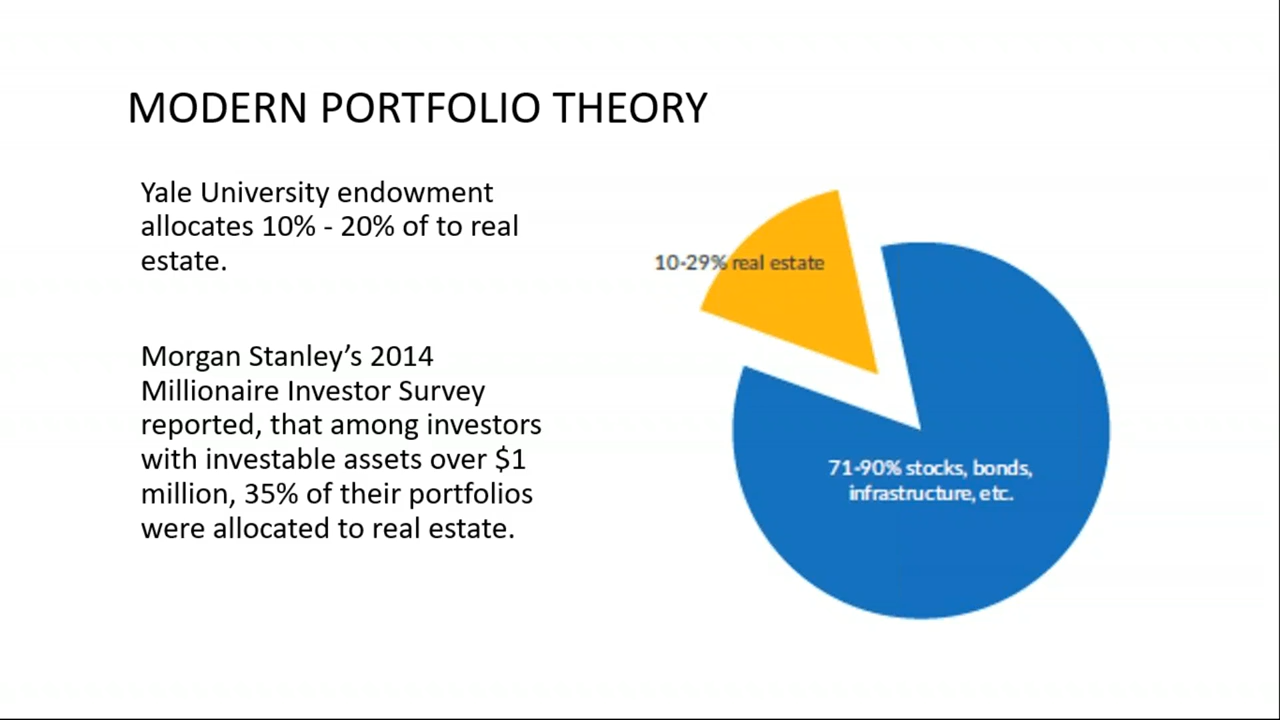 MODERN PORTFOLIO THEORY
Yale University endowment
allocates 10% - 20% of to real
estate.
Morgan Stanley’s 2014
Millionaire Investor Survey
reported, that among investors
with investable assets over $1
million, 35% of their portfolios
were allocated to real estate.
10-29% real estate
71-90% stocks, bonds,
infrastructure, etc.